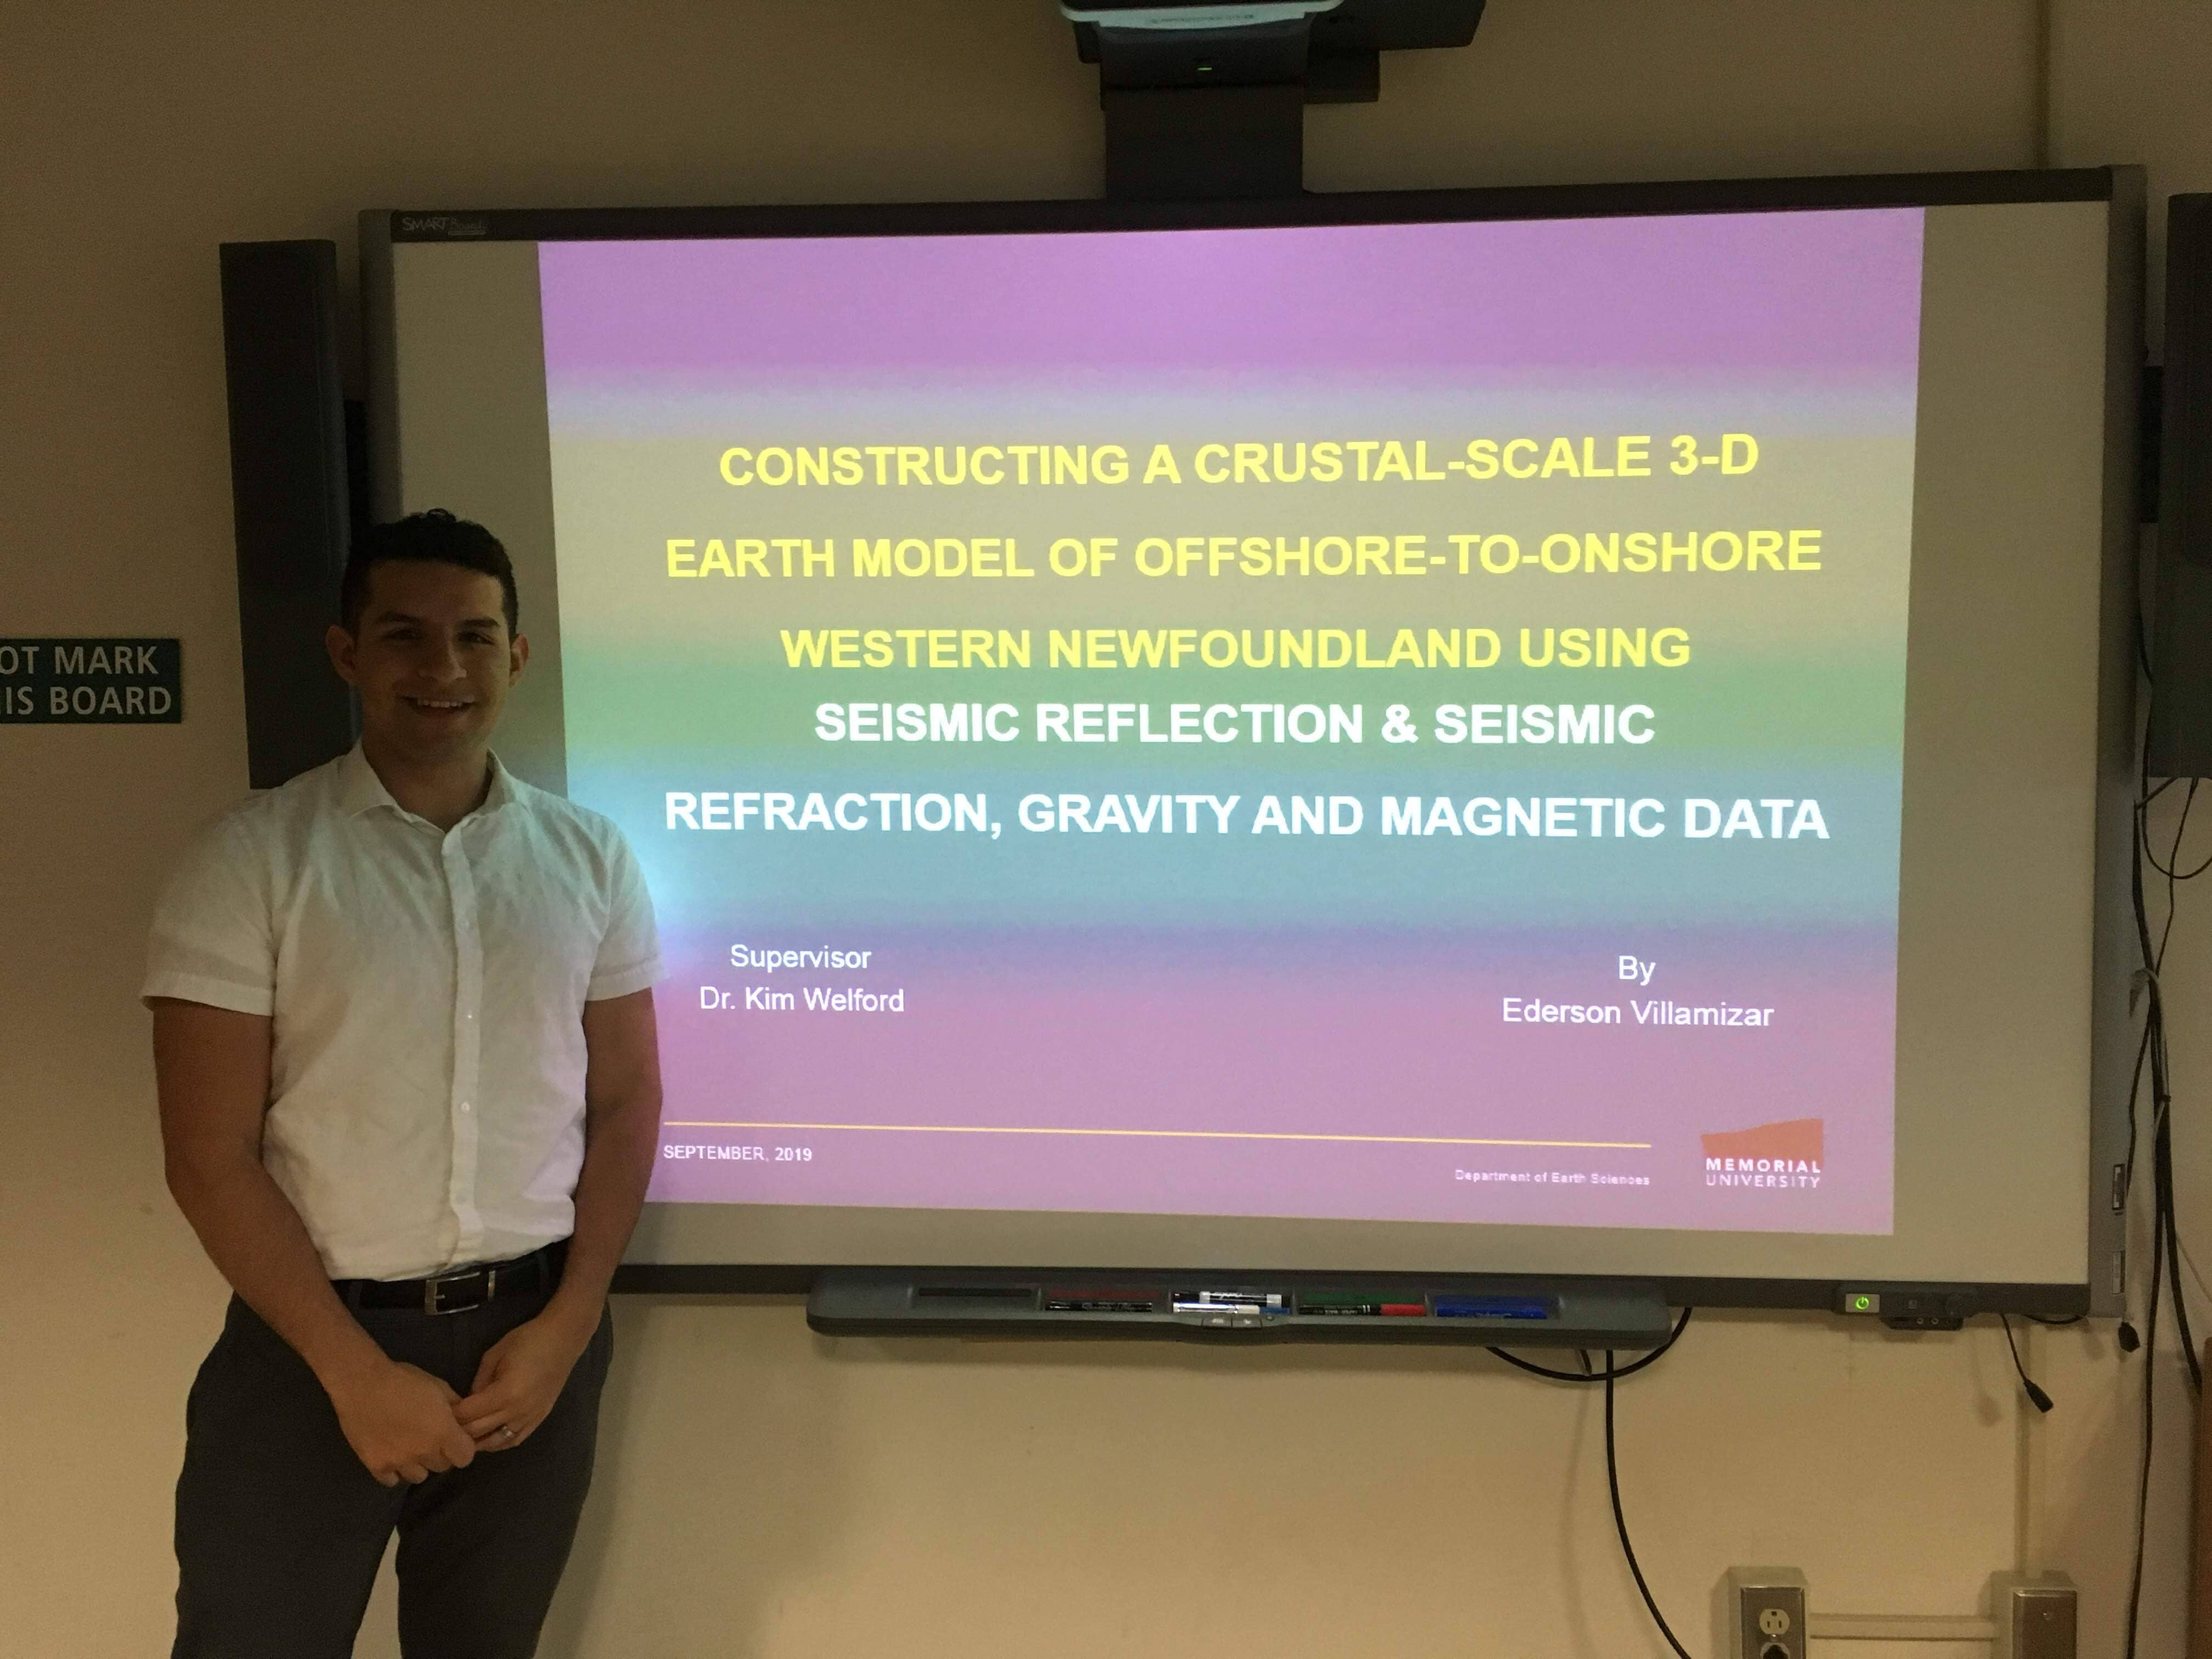 SMART Board
OT MARK
IS BOARD
CONSTRUCTING A CRUSTAL-SCALE 3-D
EARTH MODEL OF OFFSHORE-TO-ONSHORE
WESTERN NEWFOUNDLAND USING
SEISMIC REFLECTION & SEISMIC
REFRACTION, GRAVITY AND MAGNETIC DATA
Supervisor
Dr. Kim Welford
By
Ederson Villamizar
SEPTEMBER, 2019
Department of Earth Sciences
MEMORIAL
UNIVERSITY